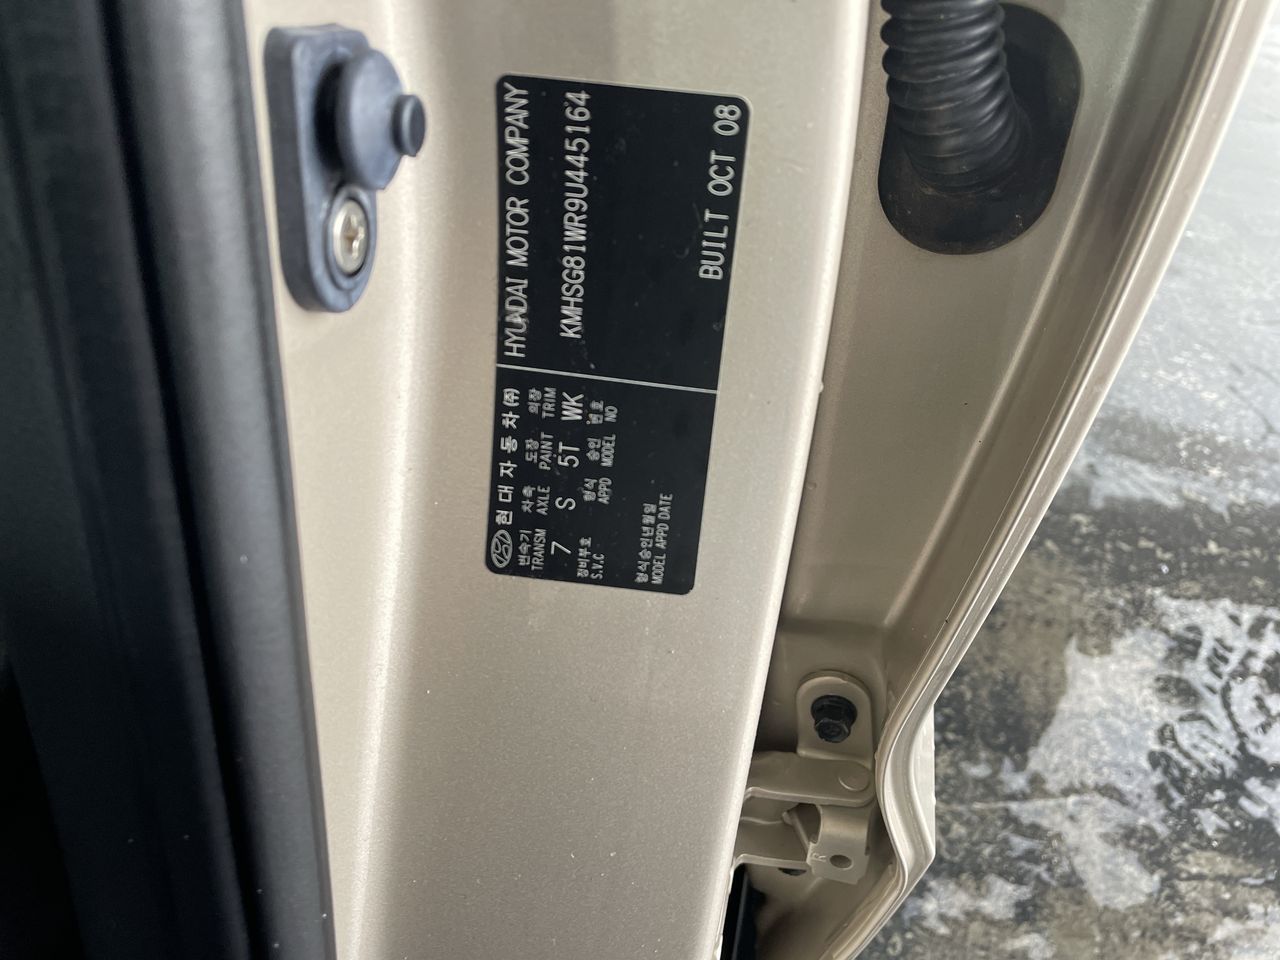 현대자동차(주)
HYUNDAI MOTOR COMPANY
변속기 차축 도장 의장
TRANSM AXLE PAINT TRIM
7 S 5T WK
KMHSG81WR9U445164
장비부호 형식 승인 번호
S.V.C APPD MODEL NO
형식승인년월일
MODEL APPD DATE
BUILT OCT 08
R